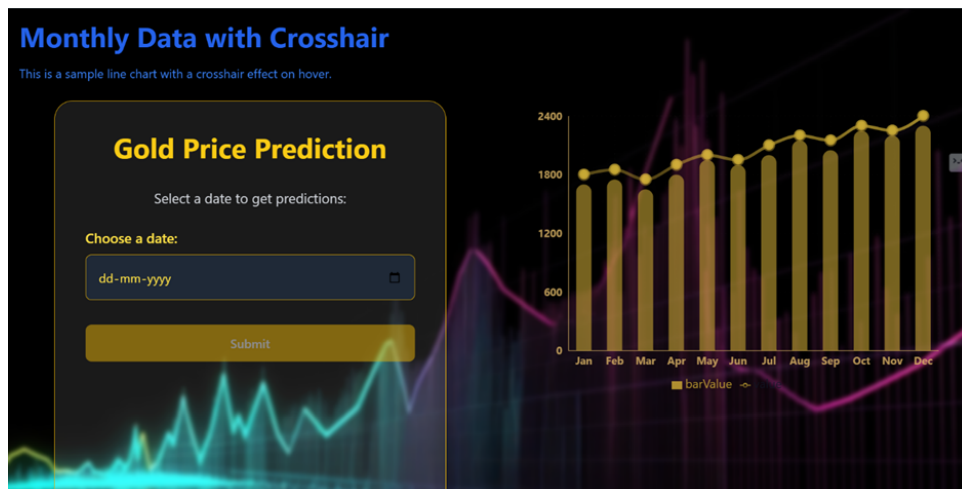 Monthly Data with Crosshair
This is a sample line chart with a crosshair effect on hover.
Gold Price Prediction
Select a date to get predictions:
Choose a date:
dd-mm-yyyy
Submit
2400
1800
1200
600
0
Jan Feb Mar Apr May Jun Jul Aug Sep Oct Nov Dec
barValue